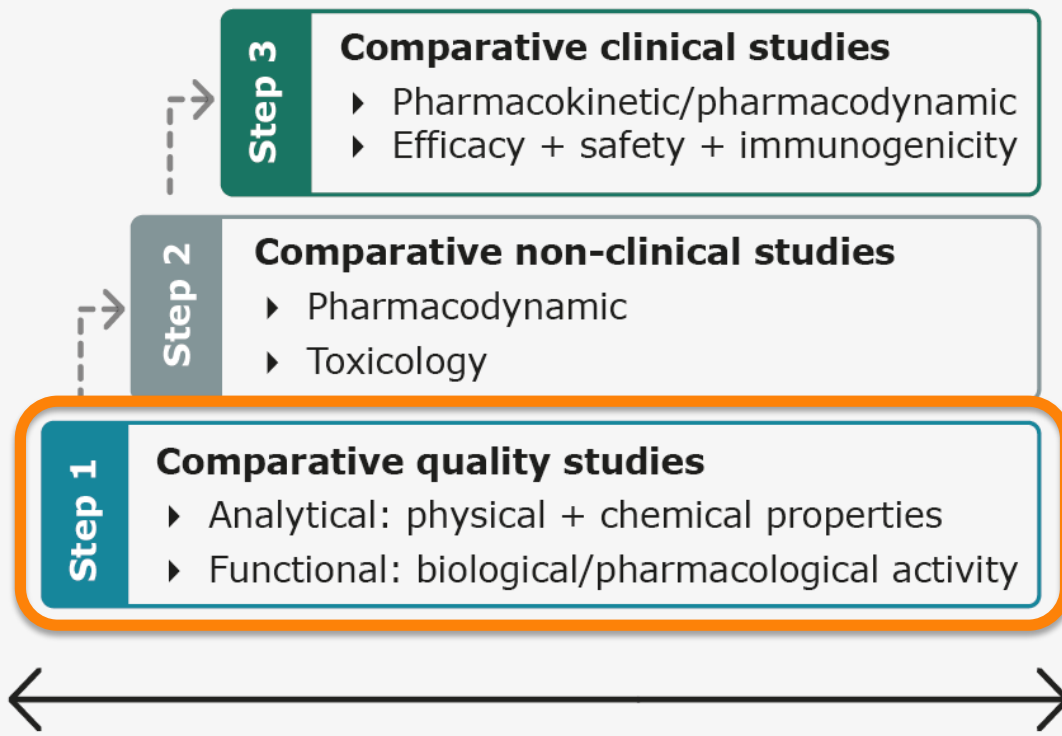 Step 3
Comparative clinical studies
Pharmacokinetic/pharmacodynamic
Efficacy + safety + immunogenicity
Step 2
Comparative non-clinical studies
Pharmacodynamic
Toxicology
Step 1
Comparative quality studies
Analytical: physical + chemical properties
Functional: biological/pharmacological activity